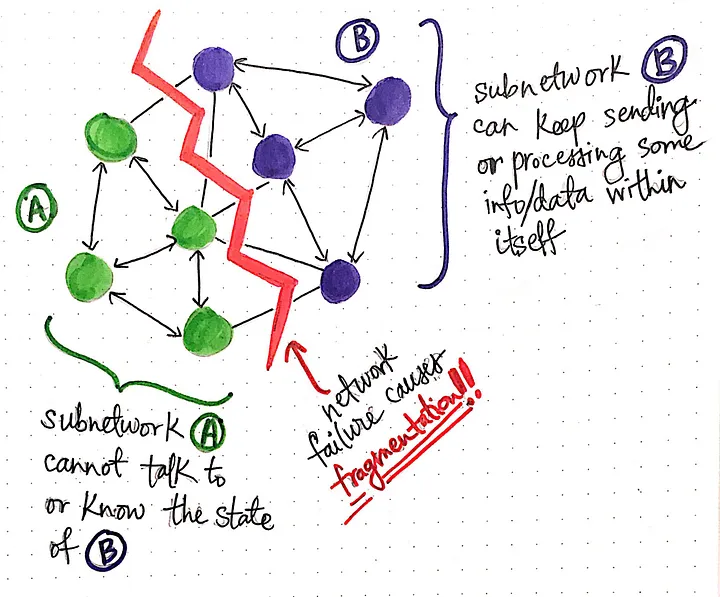 B
subnetwork B
can keep sending
or processing some
info/data within
itself
A
network
failure causes
fragmentation!!
subnetwork A
cannot talk to
or know the state
of B